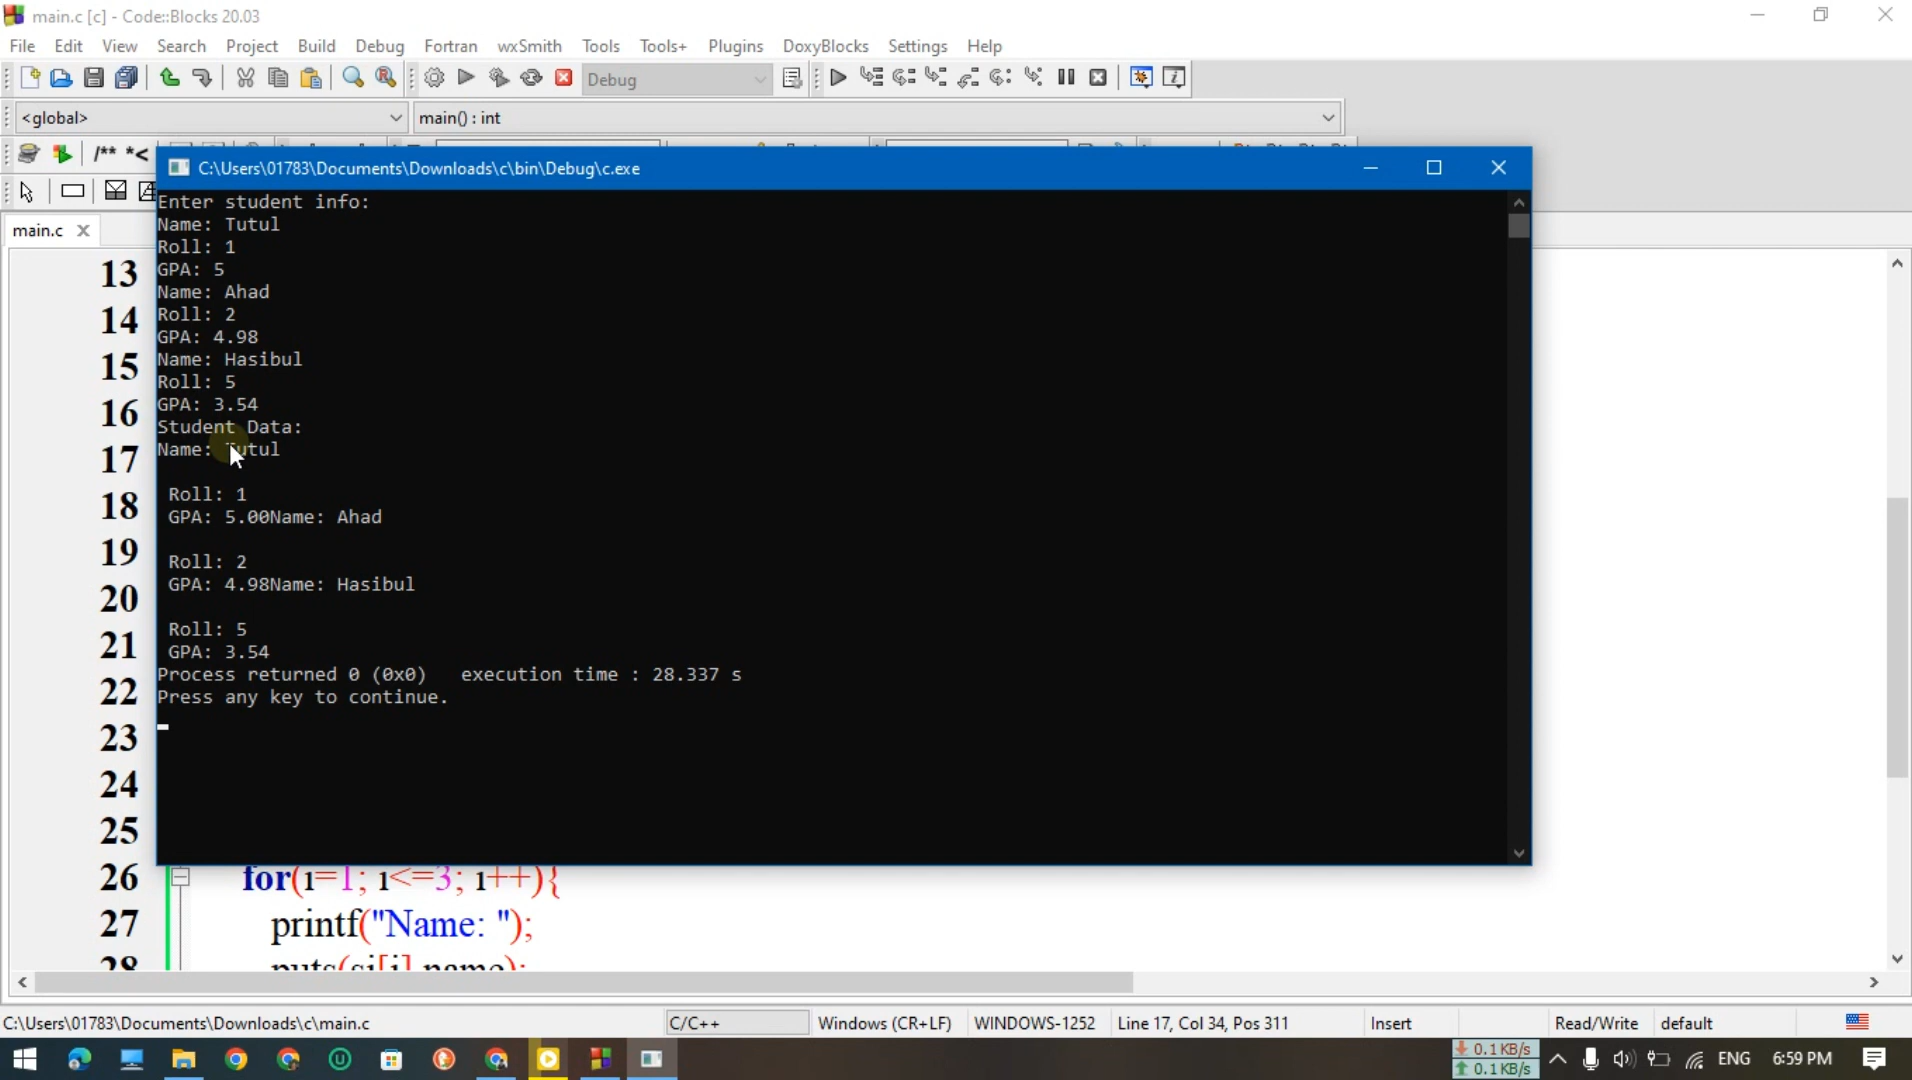 main.c [c] - Code::Blocks 20.03
File Edit View Search Project Build Debug Fortran wxSmith Tools Tools+ Plugins DoxyBlocks Settings Help
Debug
<global> main() : int
/** *<
C:\Users\01783\Documents\Downloads\c\bin\Debug\c.exe
main.c
Enter student info:
Name: Tutul
Roll: 1
GPA: 5
Name: Ahad
Roll: 2
GPA: 4.98
Name: Hasibul
Roll: 5
GPA: 3.54
Student Data:
Name: Tutul
Roll: 1
GPA: 5.00Name: Ahad
Roll: 2
GPA: 4.98Name: Hasibul
Roll: 5
GPA: 3.54
Process returned 0 (0x0)   execution time : 28.337 s
Press any key to continue.
13
14
15
16
17
18
19
20
21
22
23
24
25
26 for(i=1; i<=3; i++){
27 printf("Name: ");
28 puts(si[i].name);
C:\Users\01783\Documents\Downloads\c\main.c C/C++ Windows (CR+LF) WINDOWS-1252 Line 17, Col 34, Pos 311 Insert Read/Write default
0.1 KB/s
0.1 KB/s
ENG 6:59 PM